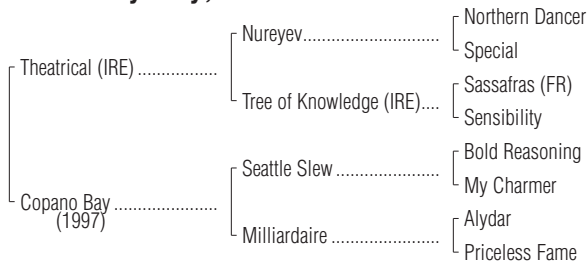 Northern Dancer
Nureyev
Special
Theatrical (IRE)
Sassafras (FR)
Tree of Knowledge (IRE)
Sensibility
Bold Reasoning
Seattle Slew
My Charmer
Copano Bay
(1997)
Alydar
Milliardaire
Priceless Fame